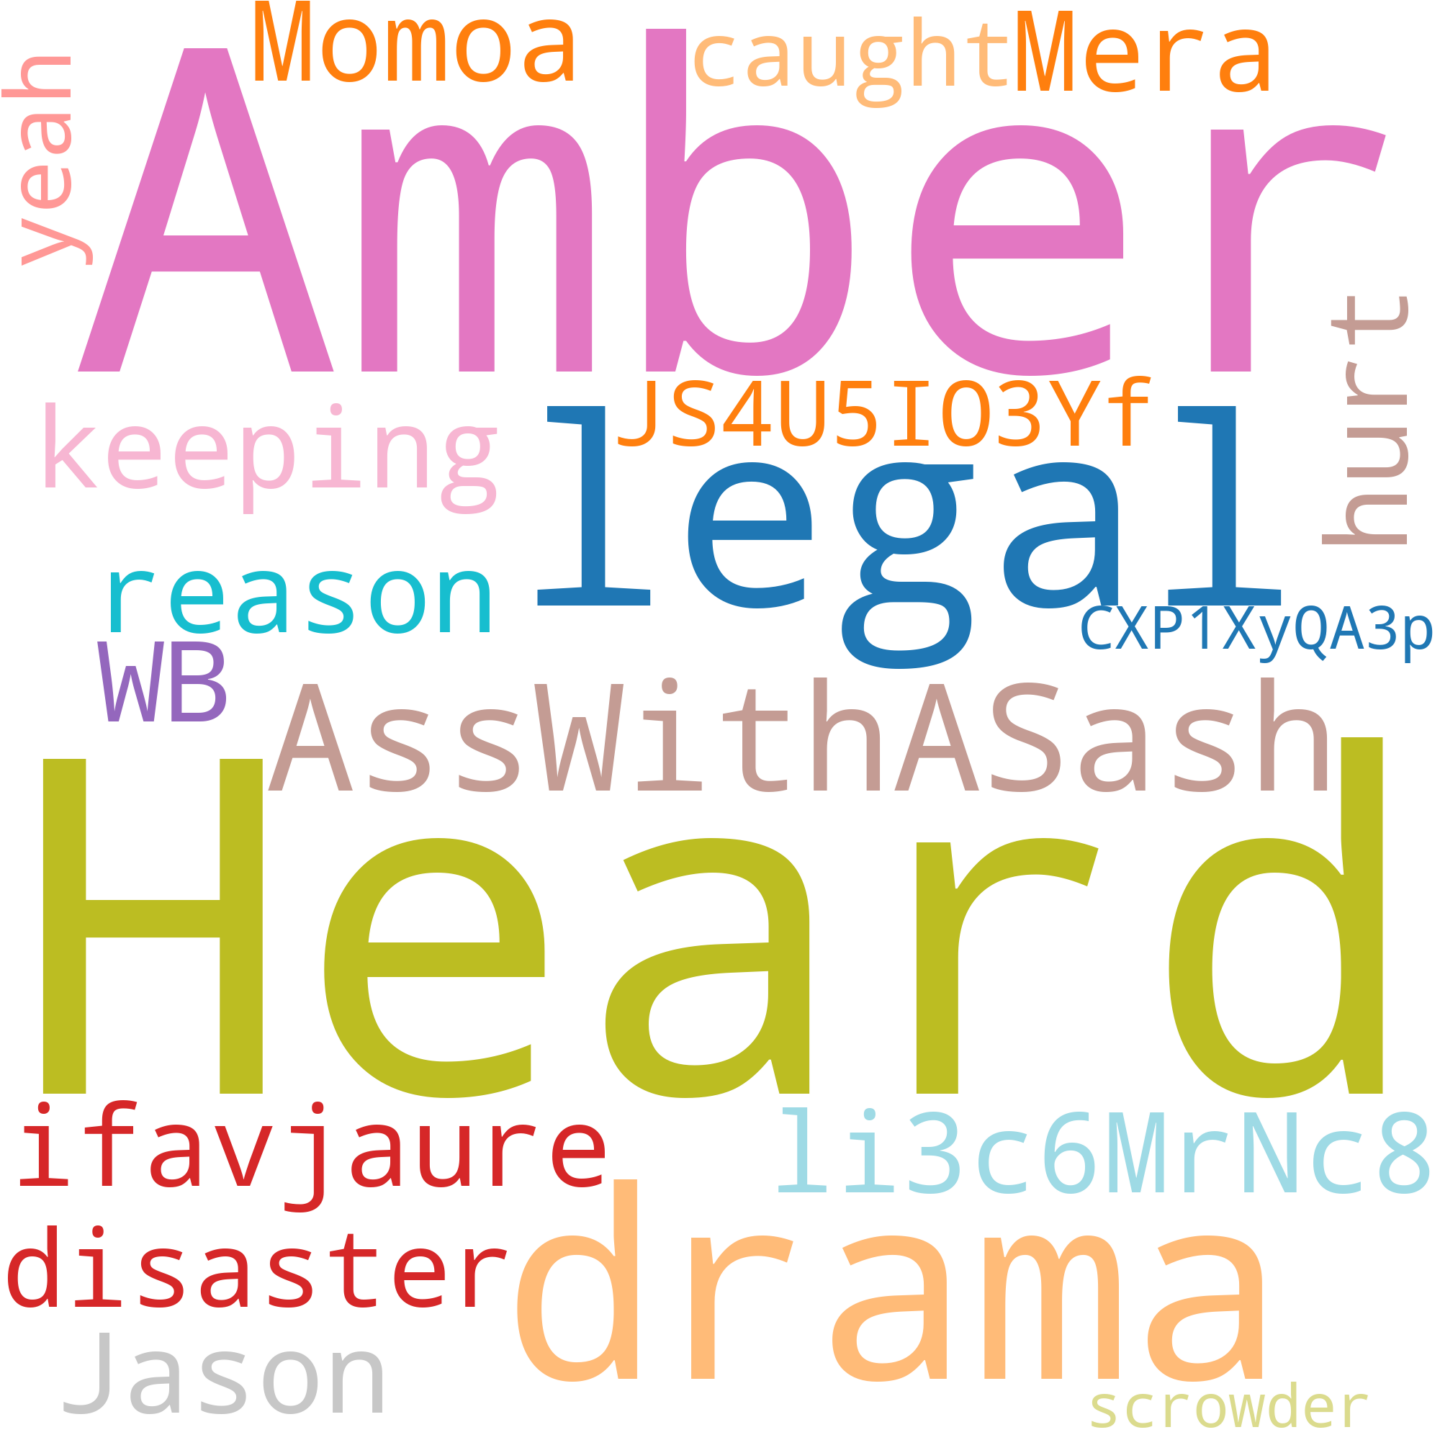 Momoa
caught
Mera
yeah
Amber
hurt
JS4U5IO3Yf
keeping
legal
reason
CXP1XyQA3p
WB
AssWithASash
Heard
ifavjaure
li3c6MrNc8
disaster
drama
Jason
scrowder